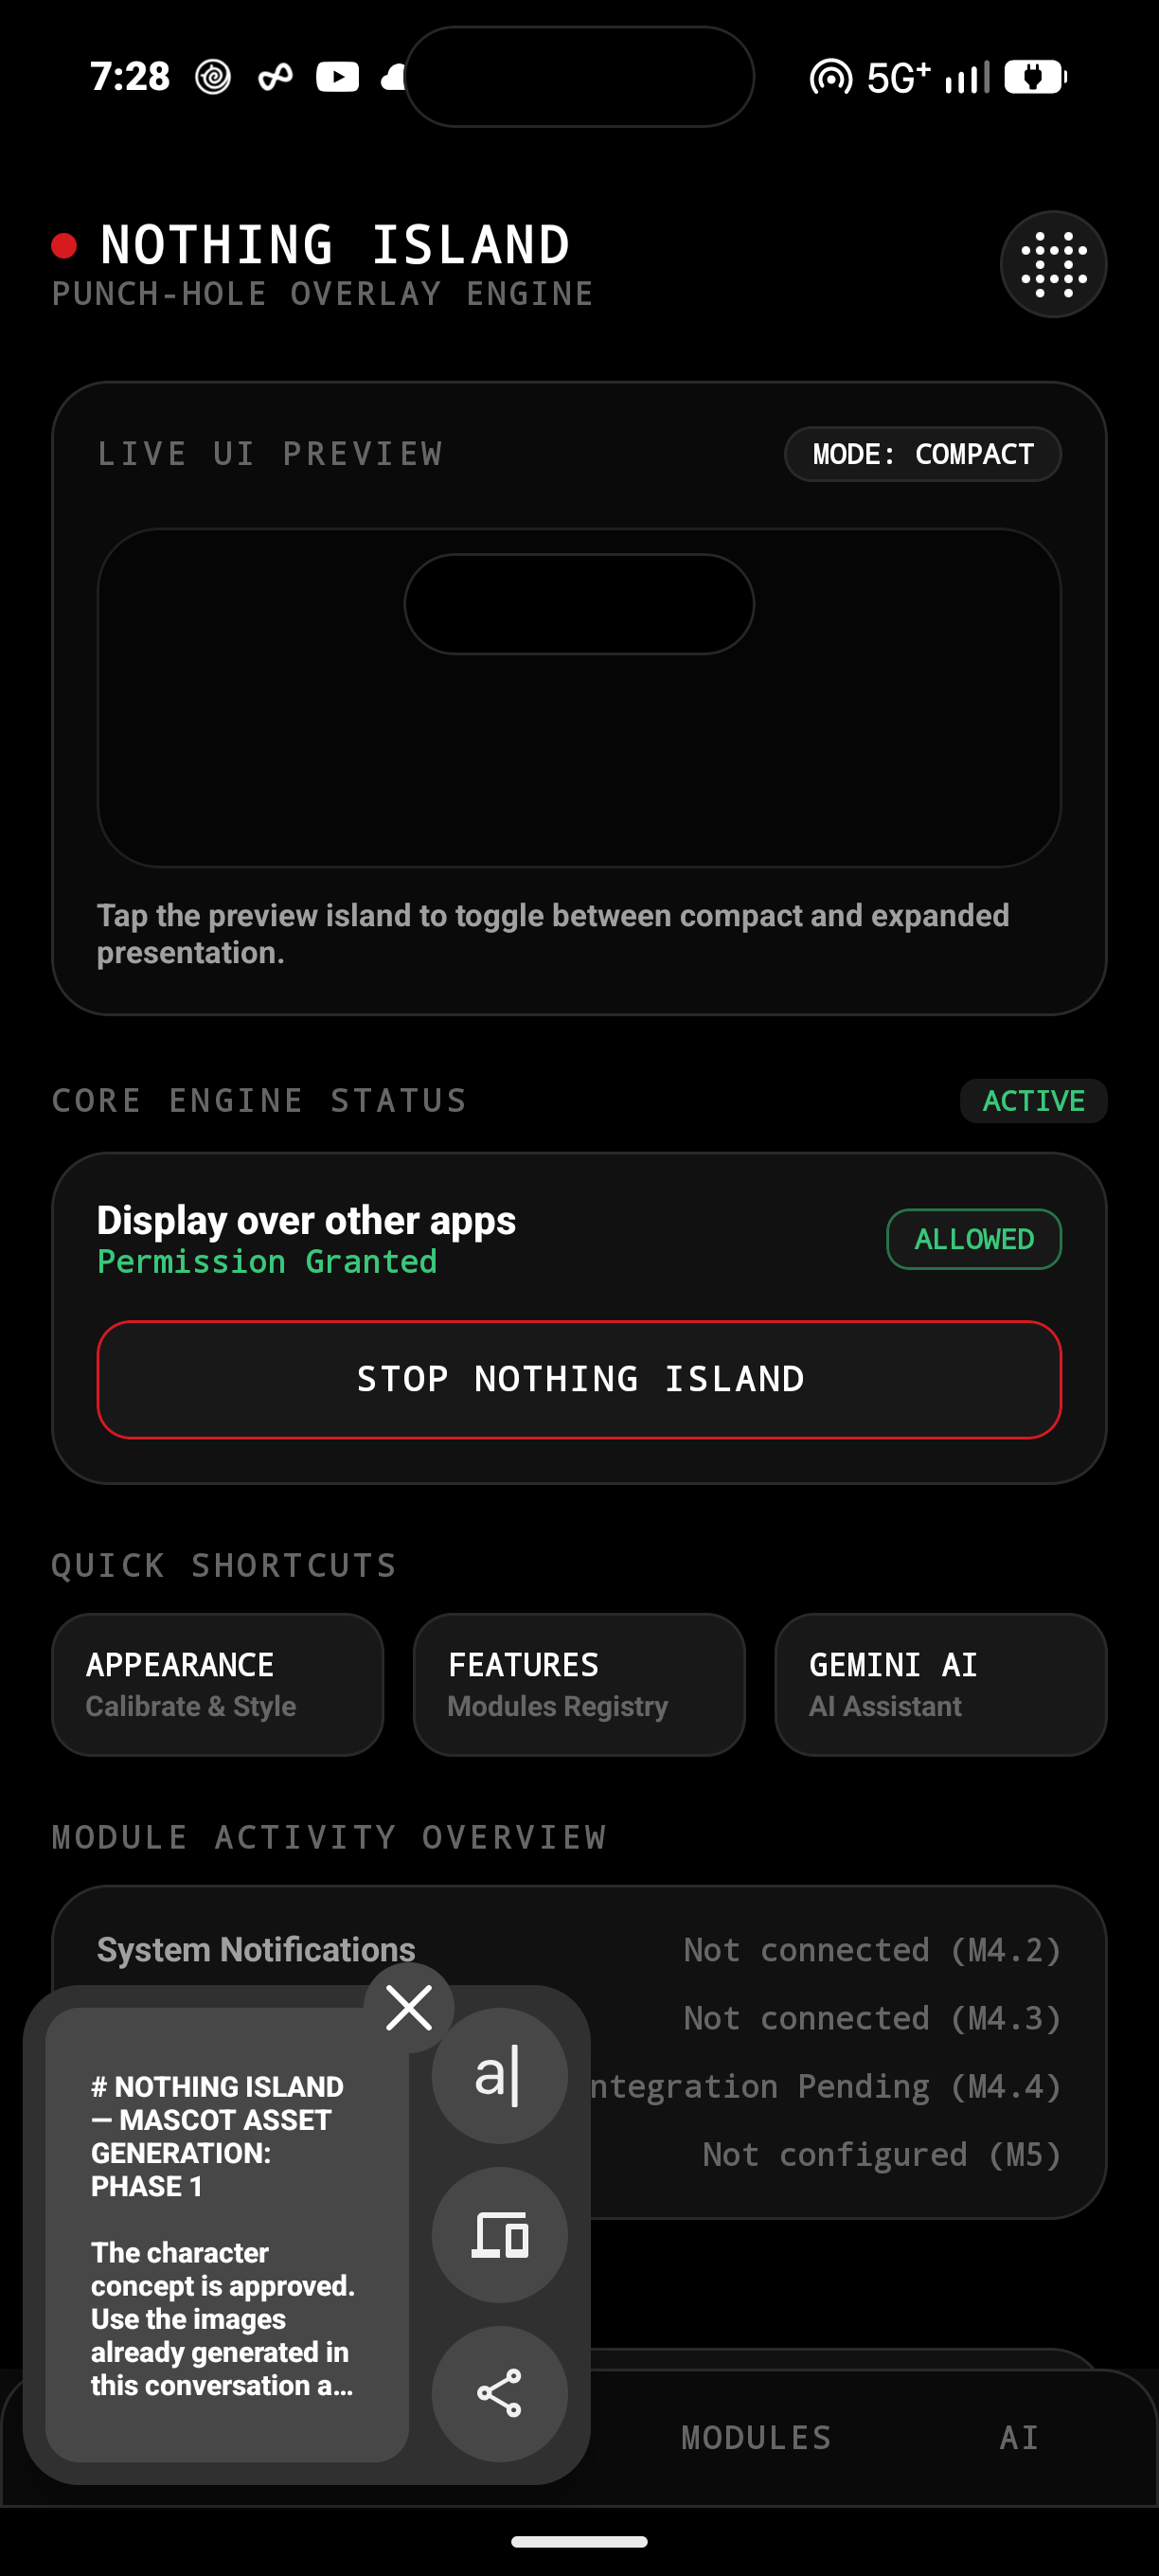 7:28
5G+
NOTHING ISLAND
PUNCH-HOLE OVERLAY ENGINE
LIVE UI PREVIEW
MODE: COMPACT
Tap the preview island to toggle between compact and expanded
presentation.
CORE ENGINE STATUS
ACTIVE
Display over other apps
Permission Granted
ALLOWED
STOP NOTHING ISLAND
QUICK SHORTCUTS
APPEARANCE
Calibrate & Style
FEATURES
Modules Registry
GEMINI AI
AI Assistant
MODULE ACTIVITY OVERVIEW
System Notifications
Not connected (M4.2)
Not connected (M4.3)
ntegration Pending (M4.4)
Not configured (M5)
# NOTHING ISLAND
— MASCOT ASSET
GENERATION:
PHASE 1
The character
concept is approved.
Use the images
already generated in
this conversation a...
a|
MODULES
AI